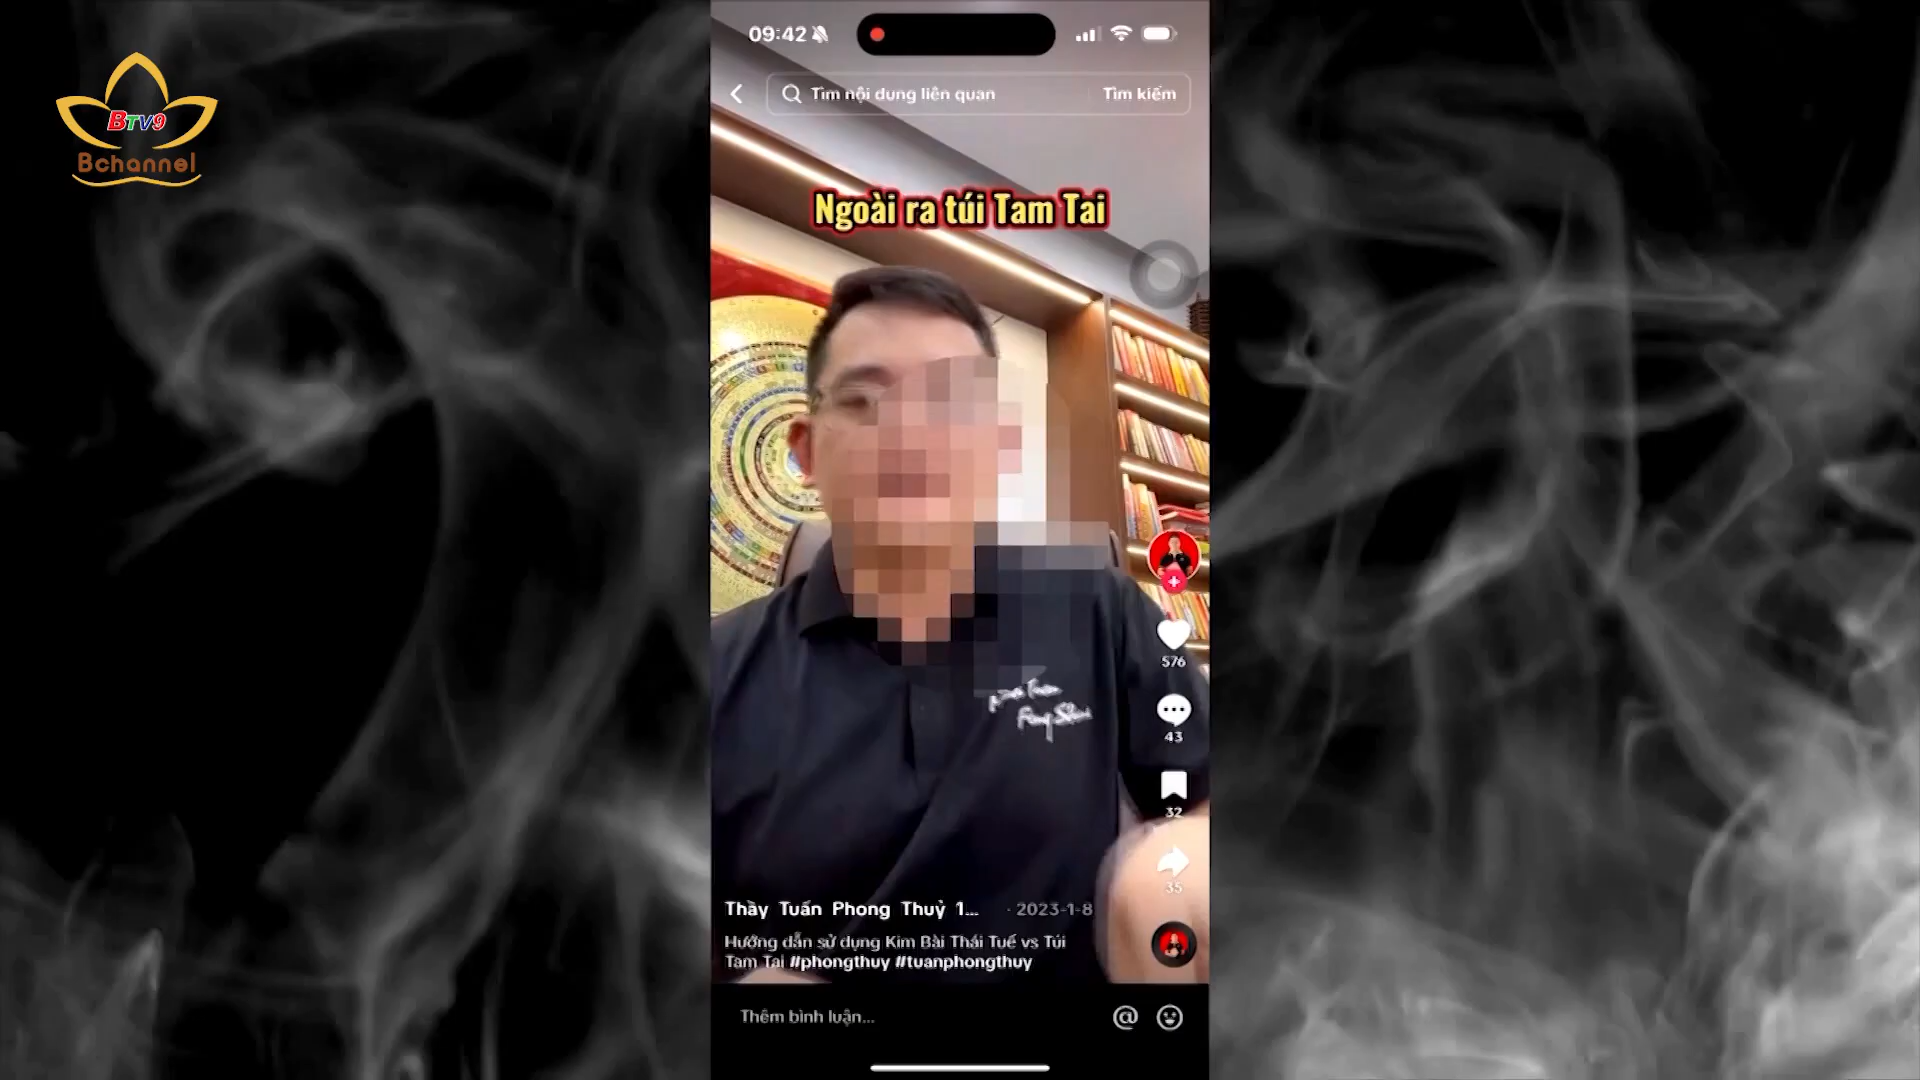 BTV9
Bchannel
09:42
Tìm nội dung liên quan
Tìm kiếm
Ngoài ra túi Tam Tai
576
43
32
35
Thầy Tuấn Phong Thuỷ 1... · 2023-1-8
Hướng dẫn sử dụng Kim Bài Thái Tuế vs Túi
Tam Tai #phongthuy #tuanphongthuy
Thêm bình luận...